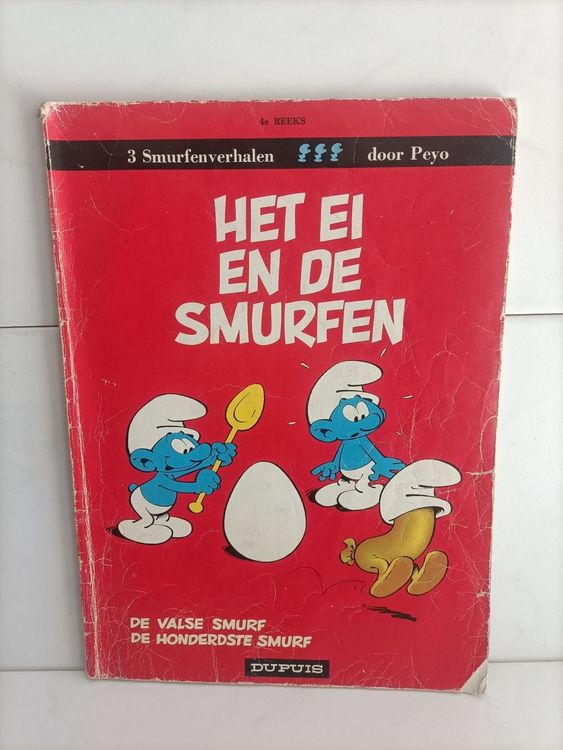 4e REEKS
3 Smurfenverhalen door Peyo
HET EI
EN DE
SMURFEN
DE VALSE SMURF
DE HONDERDSTE SMURF
DUPUIS